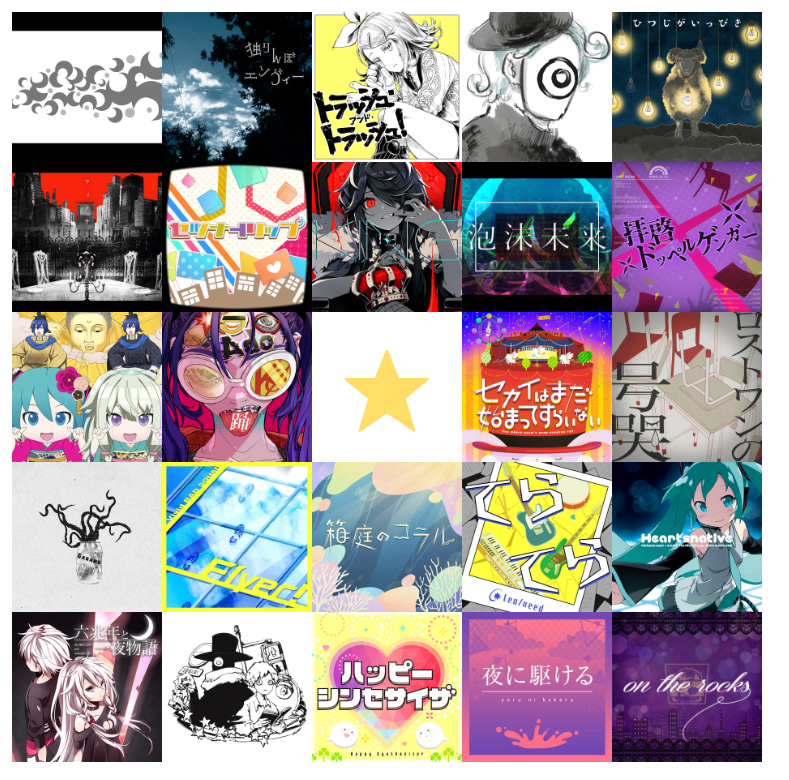 独りんぼ
エンヴィー
トラッシュ
アンド
トラッシュ!
ひつじがいっぴき
セツナトリップ
泡沫未来
拝啓
ドッペルゲンガー
Ado
踊
セカイはまだ
始まってすらいない
ロストワンの
号哭
Flyer!
箱庭のコラル
てらてら
Leo/need
Heartsnative
六兆年と
一夜物語
ハッピー
シンセサイザ
Happy Synthesizer
夜に駆ける
yoru ni kakeru
on the rocks